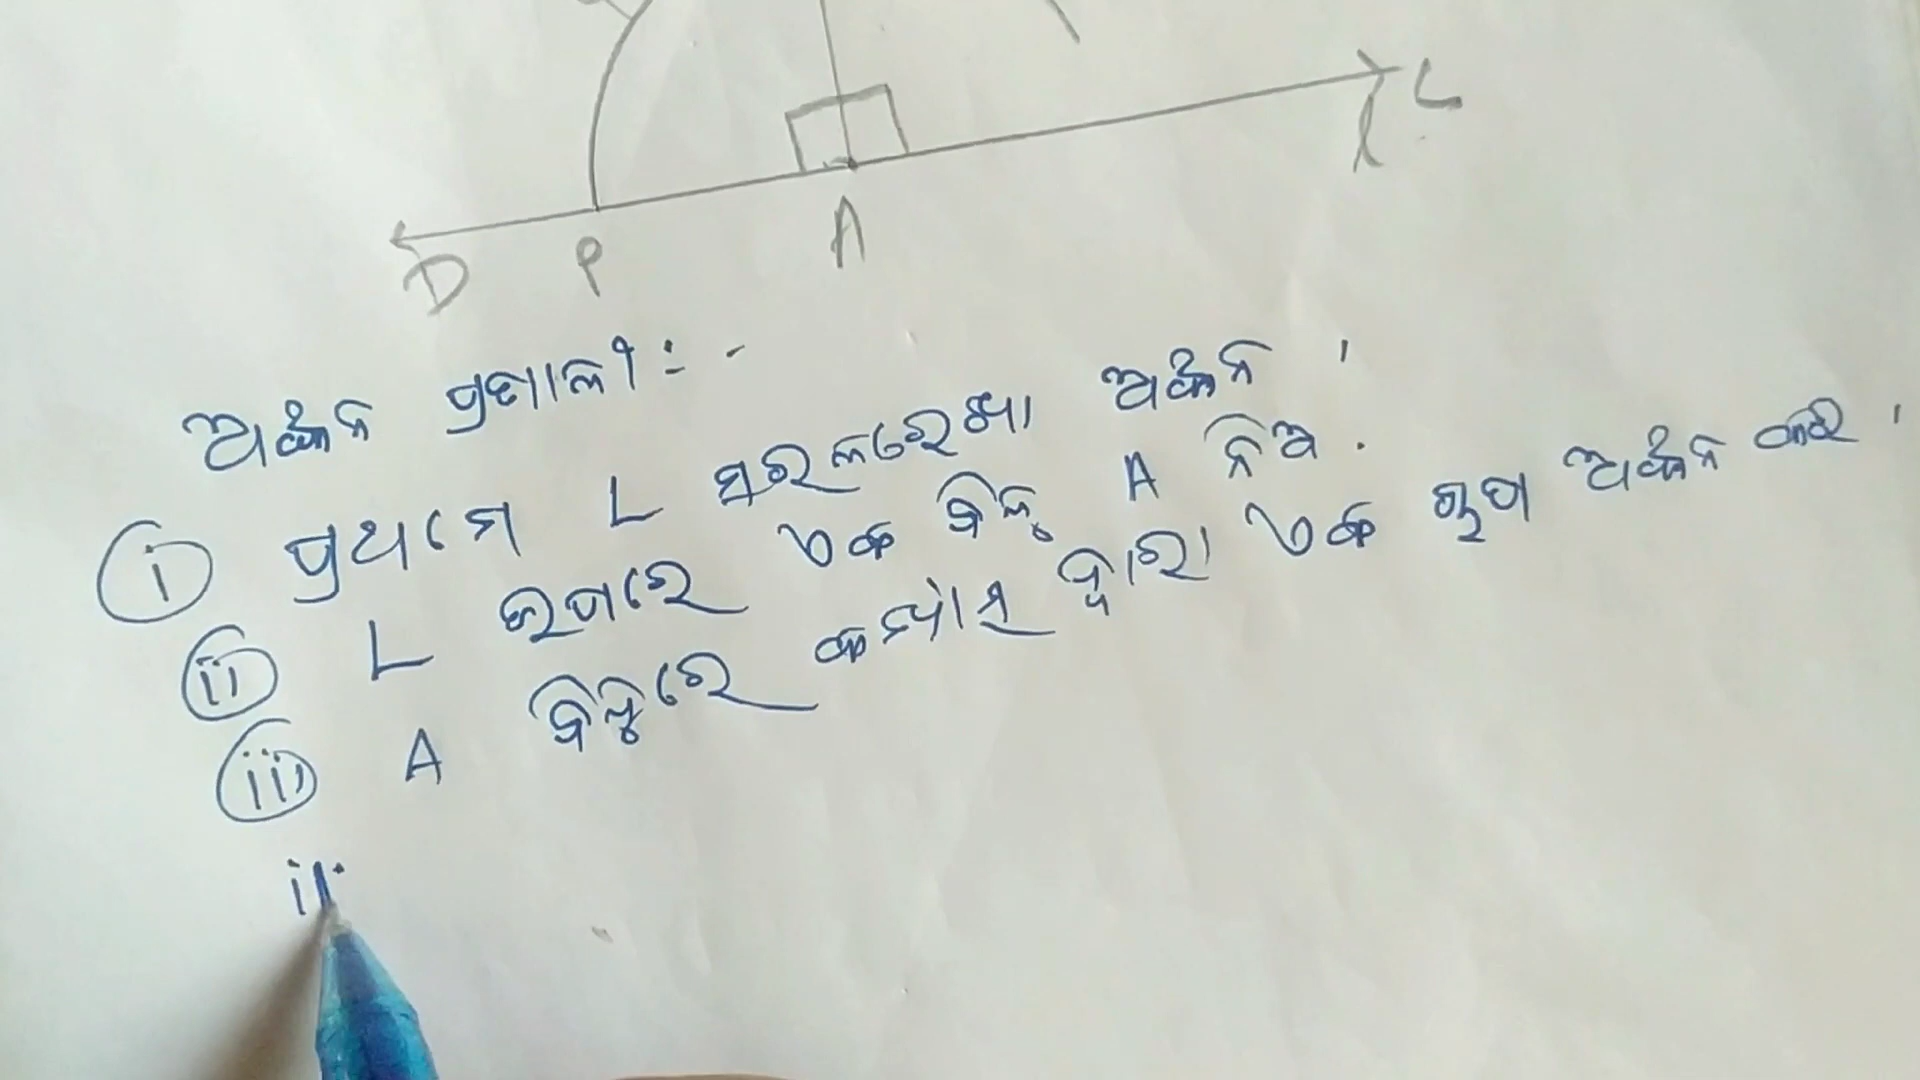 L
l
D P A
ଅଙ୍କନ ପ୍ରଣାଳୀ :-
(i) ପ୍ରଥମେ L ସରଳରେଖା ଅଙ୍କନ ।
(ii) L ଉପରେ ଏକ ବିନ୍ଦୁ A ନିଅ .
(iii) A ବିନ୍ଦୁରେ କମ୍ପାସ ଦ୍ୱାରା ଏକ ଚାପ ଅଙ୍କନ କର ।